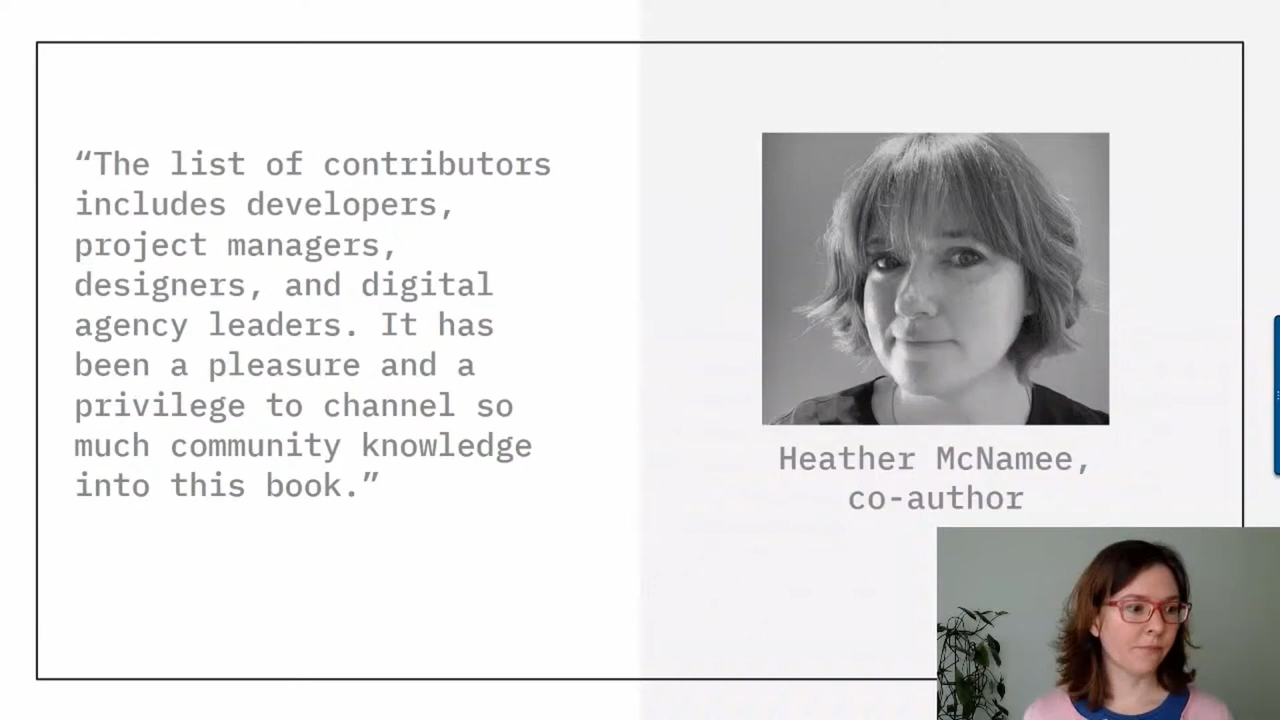 “The list of contributors
includes developers,
project managers,
designers, and digital
agency leaders. It has
been a pleasure and a
privilege to channel so
much community knowledge
into this book.”
Heather McNamee,
co-author